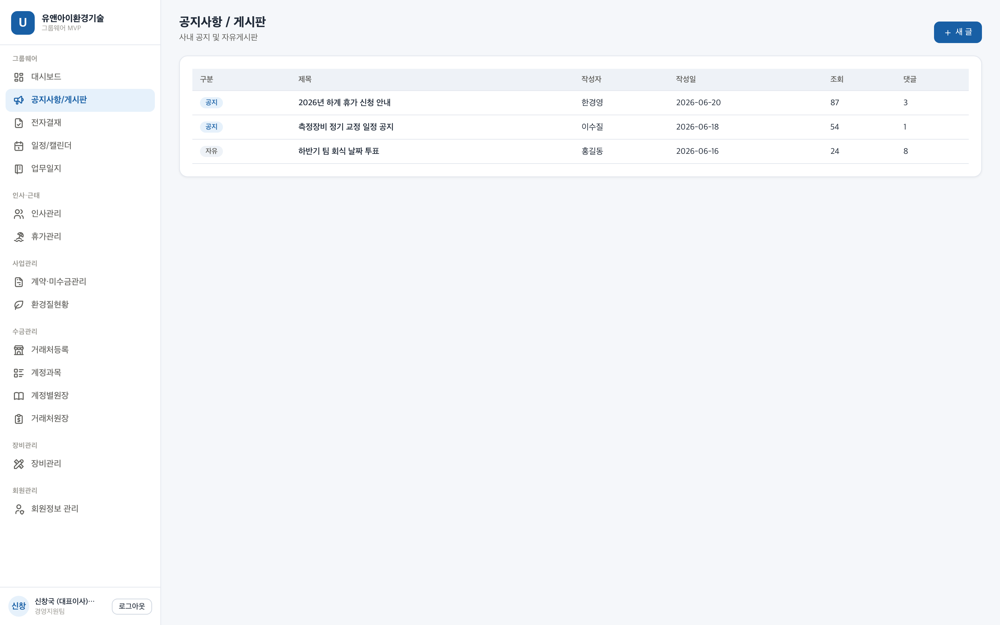 U
유앤아이환경기술
그룹웨어 MVP
그룹웨어
대시보드
공지사항/게시판
전자결재
일정/캘린더
업무일지
인사·근태
인사관리
휴가관리
사업관리
계약·미수금관리
환경질현황
수금관리
거래처등록
계정과목
계정별원장
거래처원장
장비관리
장비관리
회원관리
회원정보 관리
신창
신창국 (대표이사)···
경영지원팀
로그아웃
공지사항 / 게시판
사내 공지 및 자유게시판
+ 새 글
구분 제목 작성자 작성일 조회 댓글
공지 2026년 하계 휴가 신청 안내 한경영 2026-06-20 87 3
공지 측정장비 정기 교정 일정 공지 이수질 2026-06-18 54 1
자유 하반기 팀 회식 날짜 투표 홍길동 2026-06-16 24 8